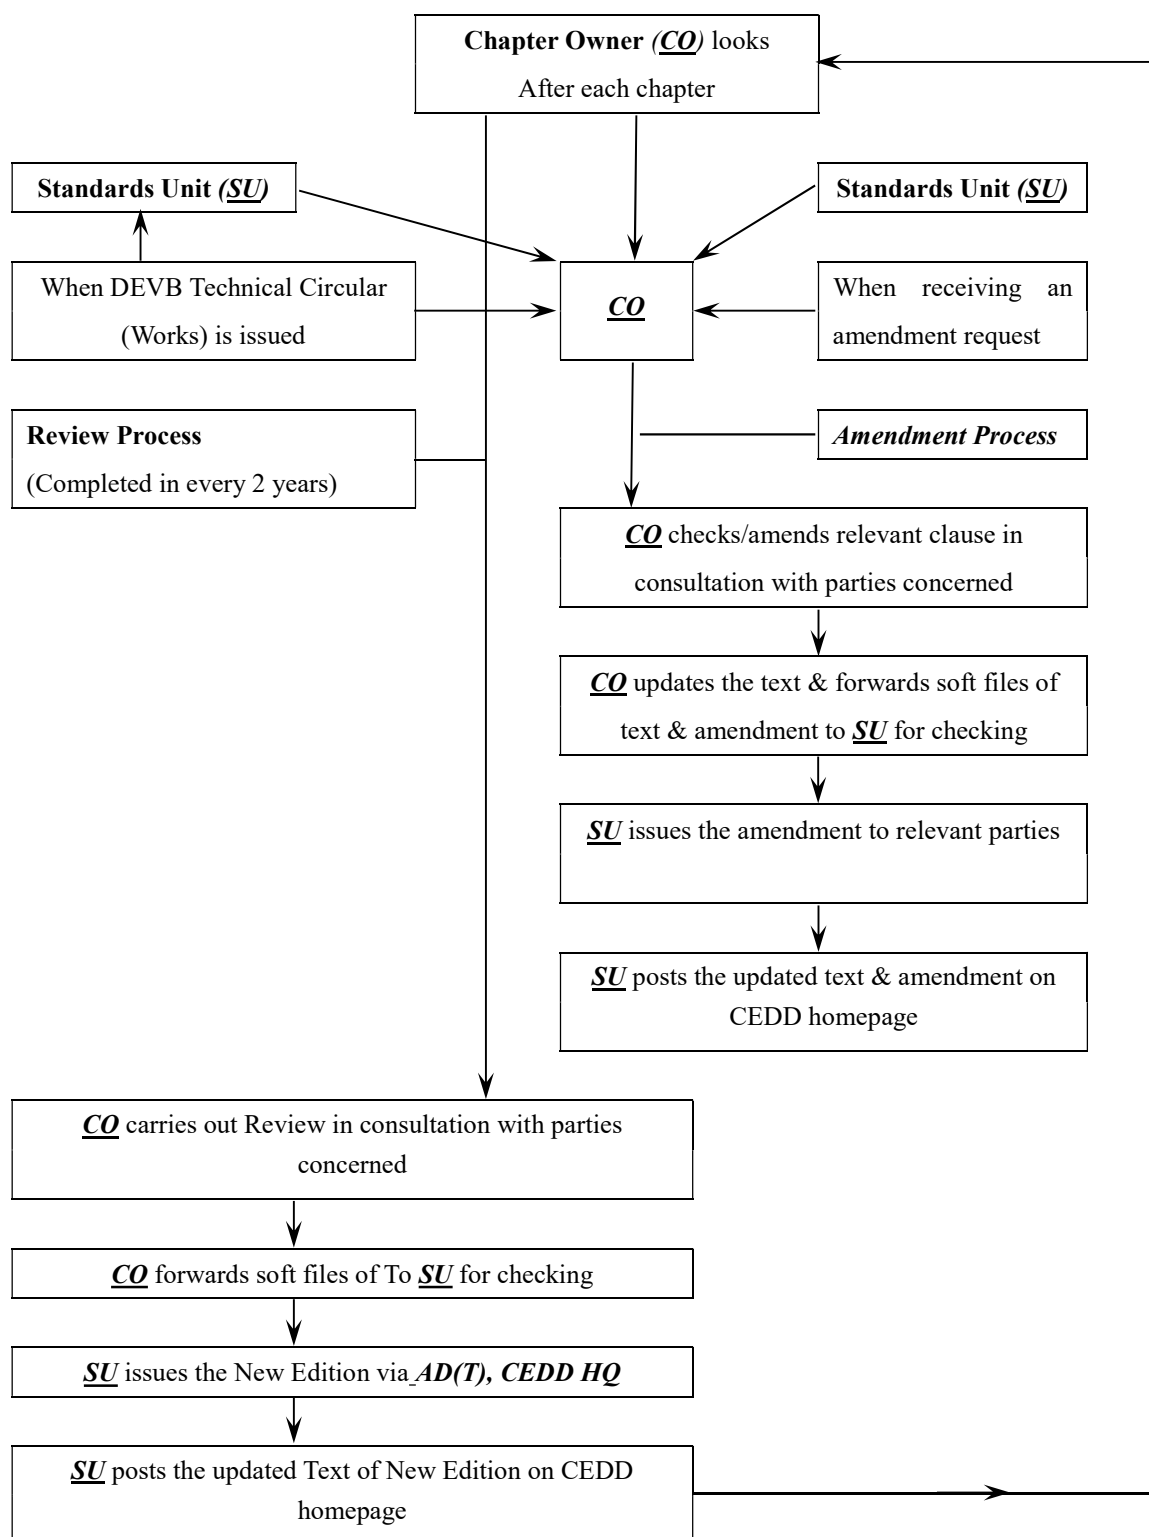 Chapter Owner (CO) looks
After each chapter
Standards Unit (SU)
Standards Unit (SU)
When DEVB Technical Circular
(Works) is issued
CO
When receiving an
amendment request
Review Process
(Completed in every 2 years)
Amendment Process
CO checks/amends relevant clause in
consultation with parties concerned
CO updates the text & forwards soft files of
text & amendment to SU for checking
SU issues the amendment to relevant parties
SU posts the updated text & amendment on
CEDD homepage
CO carries out Review in consultation with parties
concerned
CO forwards soft files of To SU for checking
SU issues the New Edition via AD(T), CEDD HQ
SU posts the updated Text of New Edition on CEDD
homepage